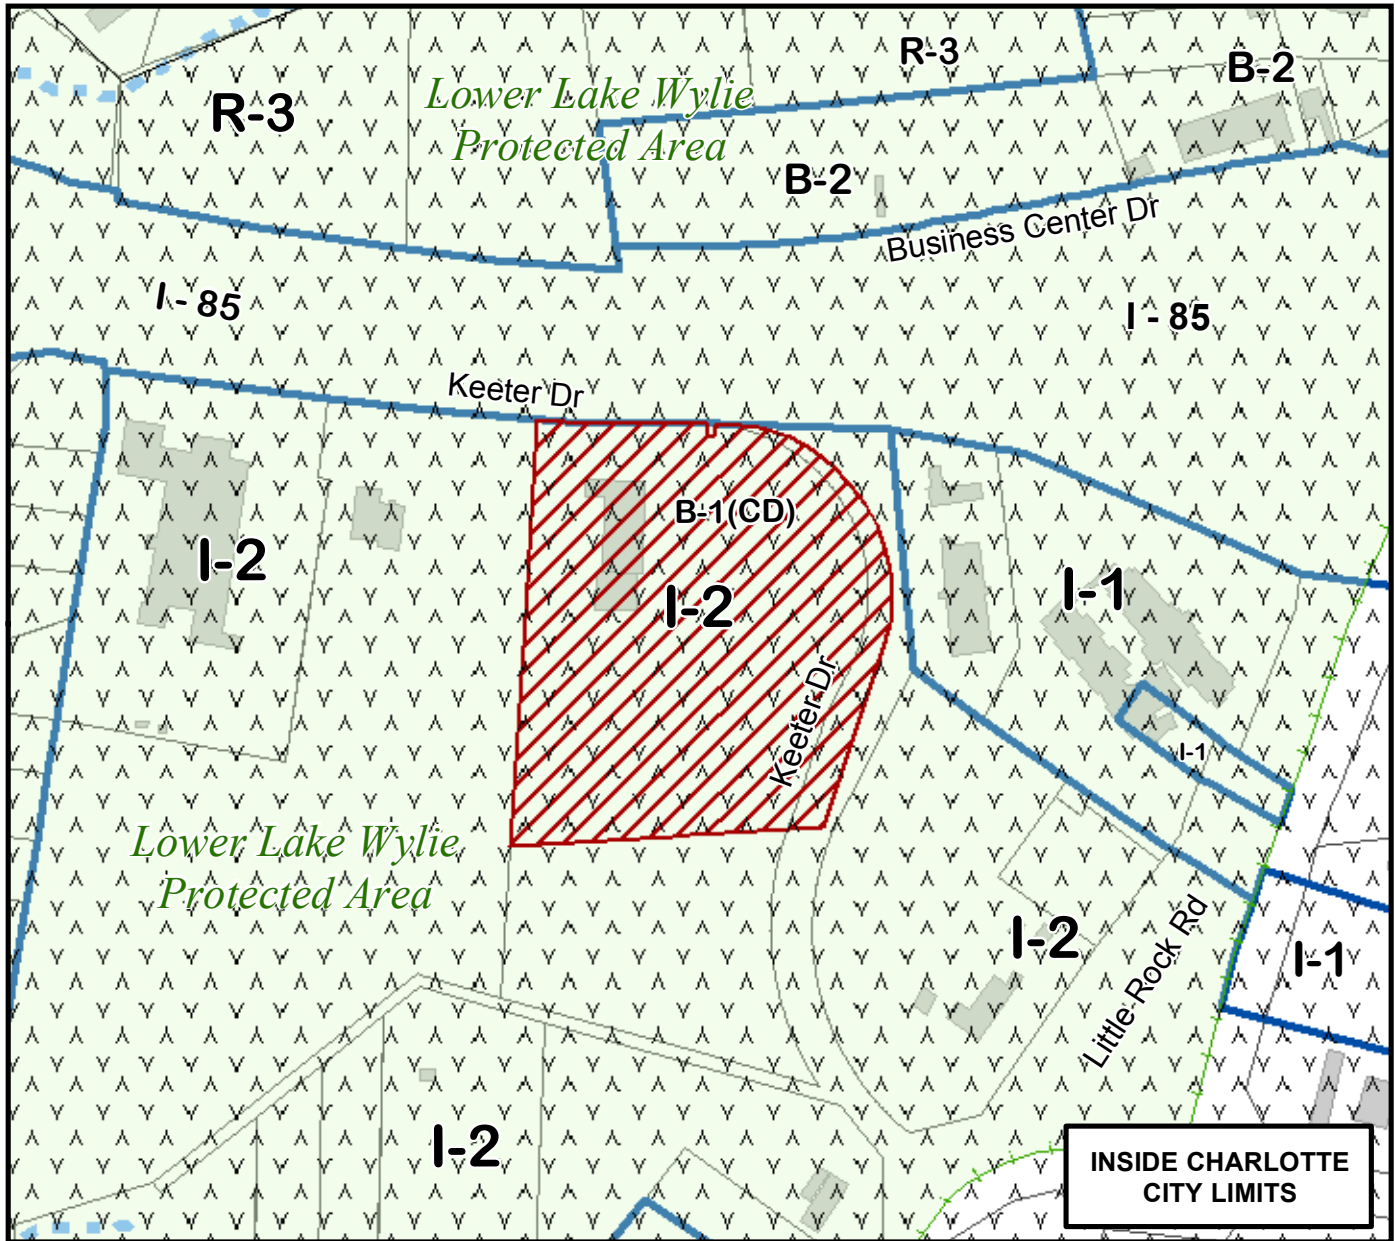 R-3
B-2
R-3
Lower Lake Wylie
Protected Area
B-2
Business Center Dr
I - 85
I - 85
Keeter Dr
B-1(CD)
I-2
I-2
I-1
Keeter Dr
I-1
Lower Lake Wylie
Protected Area
I-2
Little Rock Rd
I-1
I-2
INSIDE CHARLOTTE
CITY LIMITS